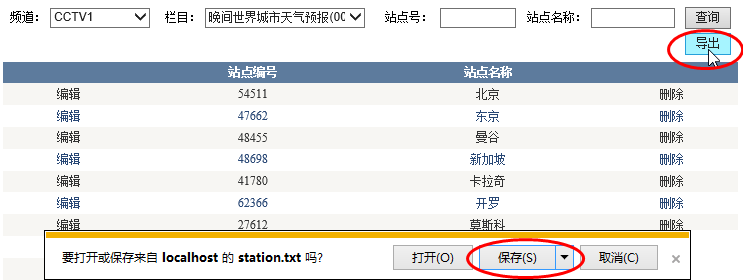 频道： CCTV1 栏目： 晚间世界城市天气预报(00 站点号： 站点名称： 查询
导出
站点编号 站点名称
编辑 54511 北京 删除
编辑 47662 东京 删除
编辑 48455 曼谷 删除
编辑 48698 新加坡 删除
编辑 41780 卡拉奇 删除
编辑 62366 开罗 删除
编辑 27612 莫斯科 删除
要打开或保存来自 localhost 的 station.txt 吗? 打开(O) 保存(S) 取消(C) ×